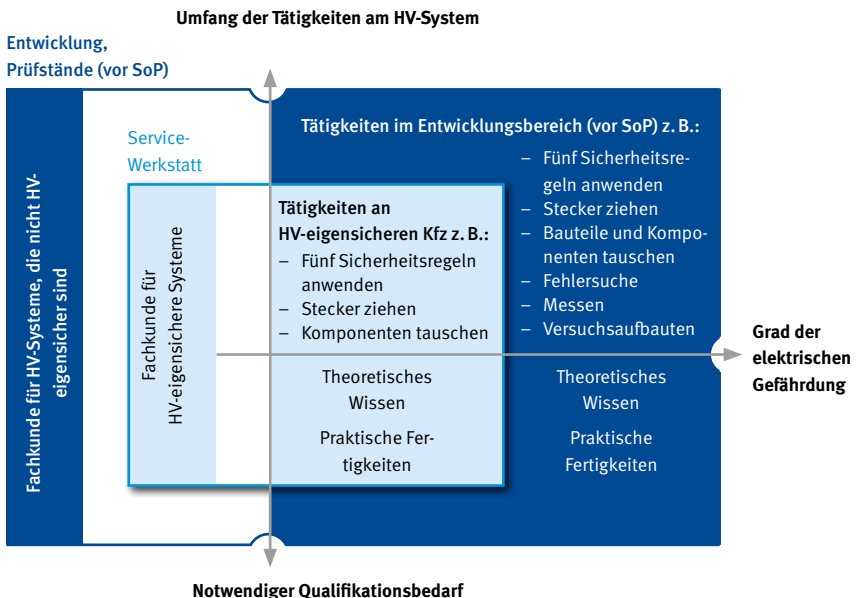 Umfang der Tätigkeiten am HV-System
Entwicklung,
Prüfstände (vor SoP)
Fachkunde für HV-Systeme, die nicht HV-
eigensicher sind
Service-
Werkstatt
Fachkunde für
HV-eigensichere Systeme
Tätigkeiten an
HV-eigensicheren Kfz z. B.:
– Fünf Sicherheitsregeln
anwenden
– Stecker ziehen
– Komponenten tauschen
Theoretisches
Wissen
Praktische Fer-
tigkeiten
Tätigkeiten im Entwicklungsbereich (vor SoP) z. B.:
– Fünf Sicherheitsre-
geln anwenden
– Stecker ziehen
– Bauteile und Kompo-
nenten tauschen
– Fehlersuche
– Messen
– Versuchsaufbauten
Theoretisches
Wissen
Praktische
Fertigkeiten
Grad der
elektrischen
Gefährdung
Notwendiger Qualifikationsbedarf